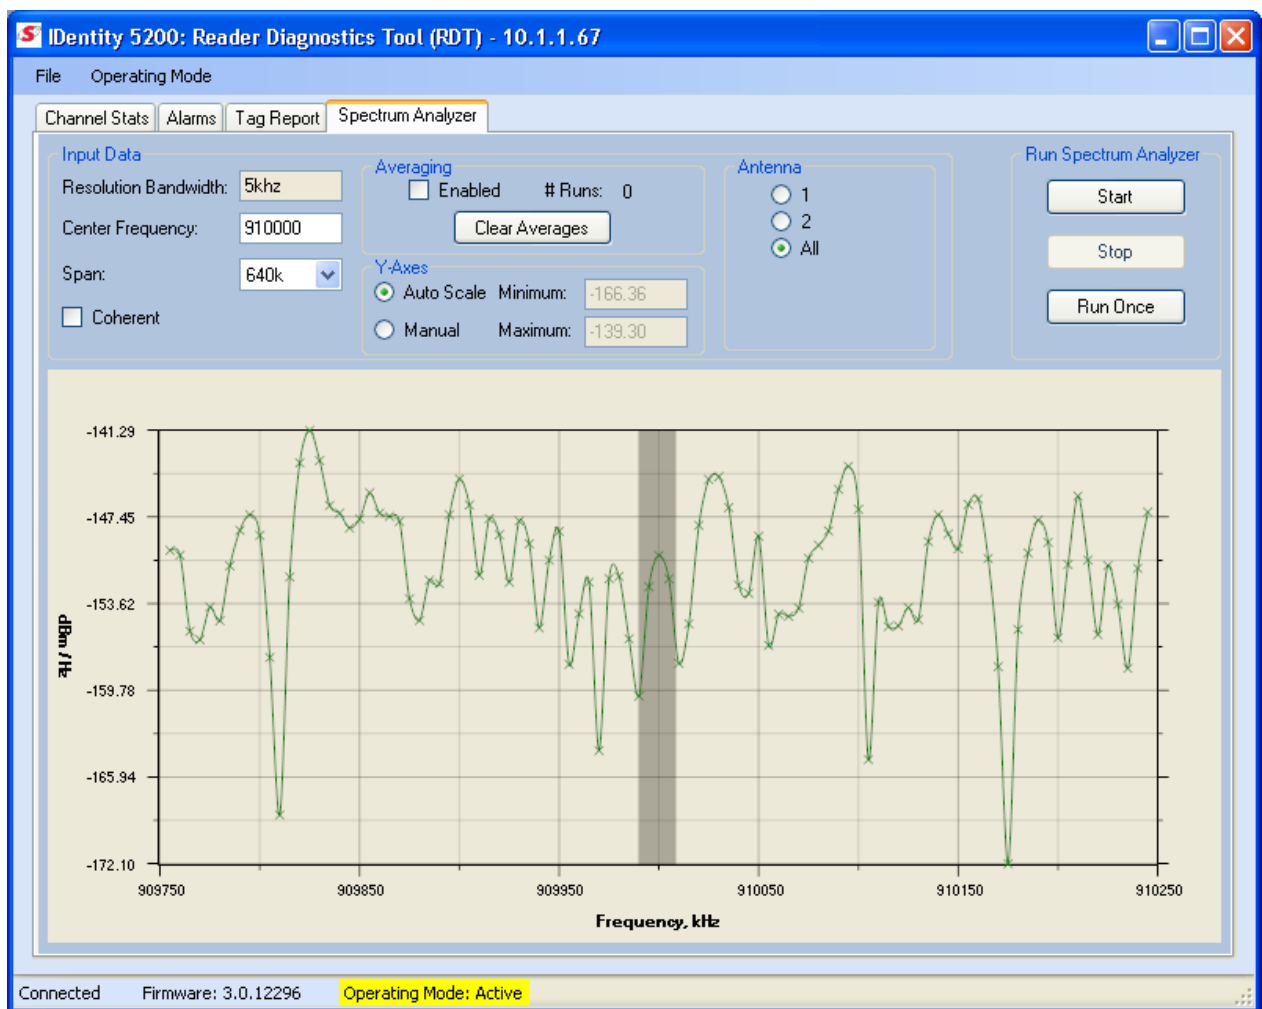 IDentity 5200: Reader Diagnostics Tool (RDT) - 10.1.1.67
File Operating Mode
Channel Stats Alarms Tag Report Spectrum Analyzer
Input Data
Resolution Bandwidth: 5khz
Center Frequency: 910000
Span: 640k
Coherent
Averaging
Enabled # Runs: 0
Clear Averages
Y-Axes
Auto Scale Minimum: -166.36
Manual Maximum: -139.30
Antenna
1
2
All
Run Spectrum Analyzer
Start
Stop
Run Once
-141.29
-147.45
-153.62
-159.78
-165.94
-172.10
dBm / Hz
909750 909850 909950 910050 910150 910250
Frequency, kHz
Connected Firmware: 3.0.12296 Operating Mode: Active